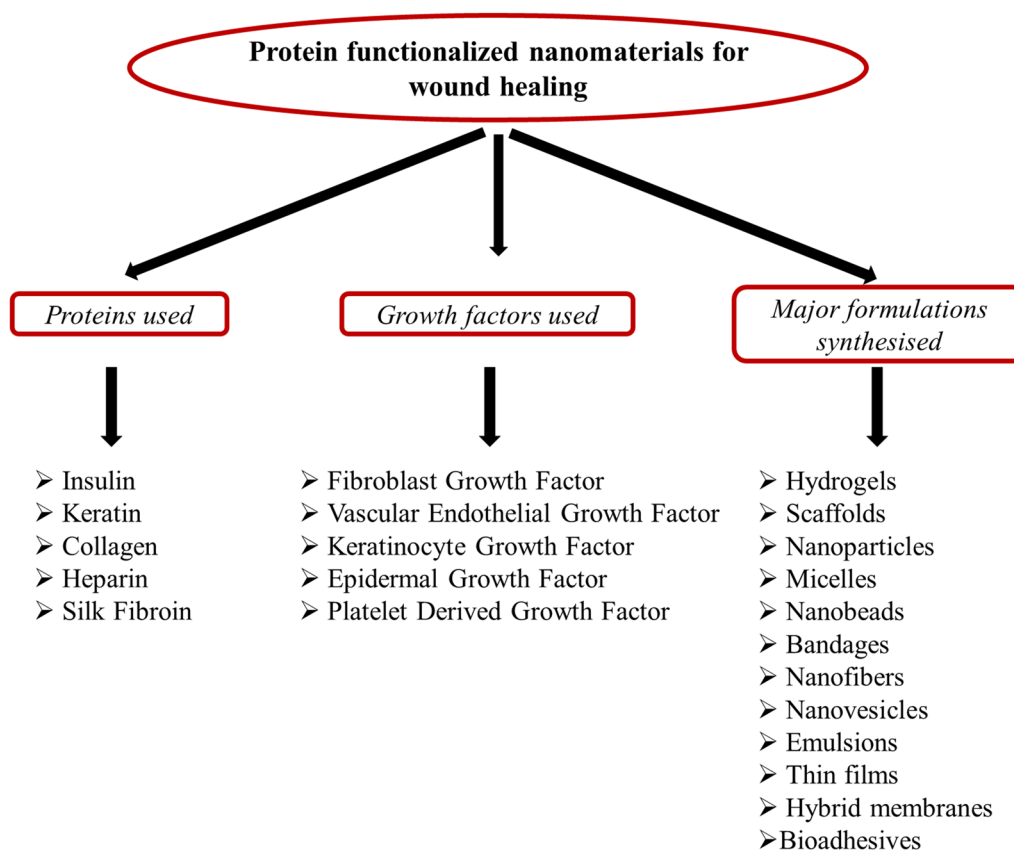 Protein functionalized nanomaterials for
wound healing
Proteins used
Growth factors used
Major formulations
synthesised
➢ Insulin
➢ Keratin
➢ Collagen
➢ Heparin
➢ Silk Fibroin
➢ Fibroblast Growth Factor
➢ Vascular Endothelial Growth Factor
➢ Keratinocyte Growth Factor
➢ Epidermal Growth Factor
➢ Platelet Derived Growth Factor
➢ Hydrogels
➢ Scaffolds
➢ Nanoparticles
➢ Micelles
➢ Nanobeads
➢ Bandages
➢ Nanofibers
➢ Nanovesicles
➢ Emulsions
➢ Thin films
➢ Hybrid membranes
➢Bioadhesives